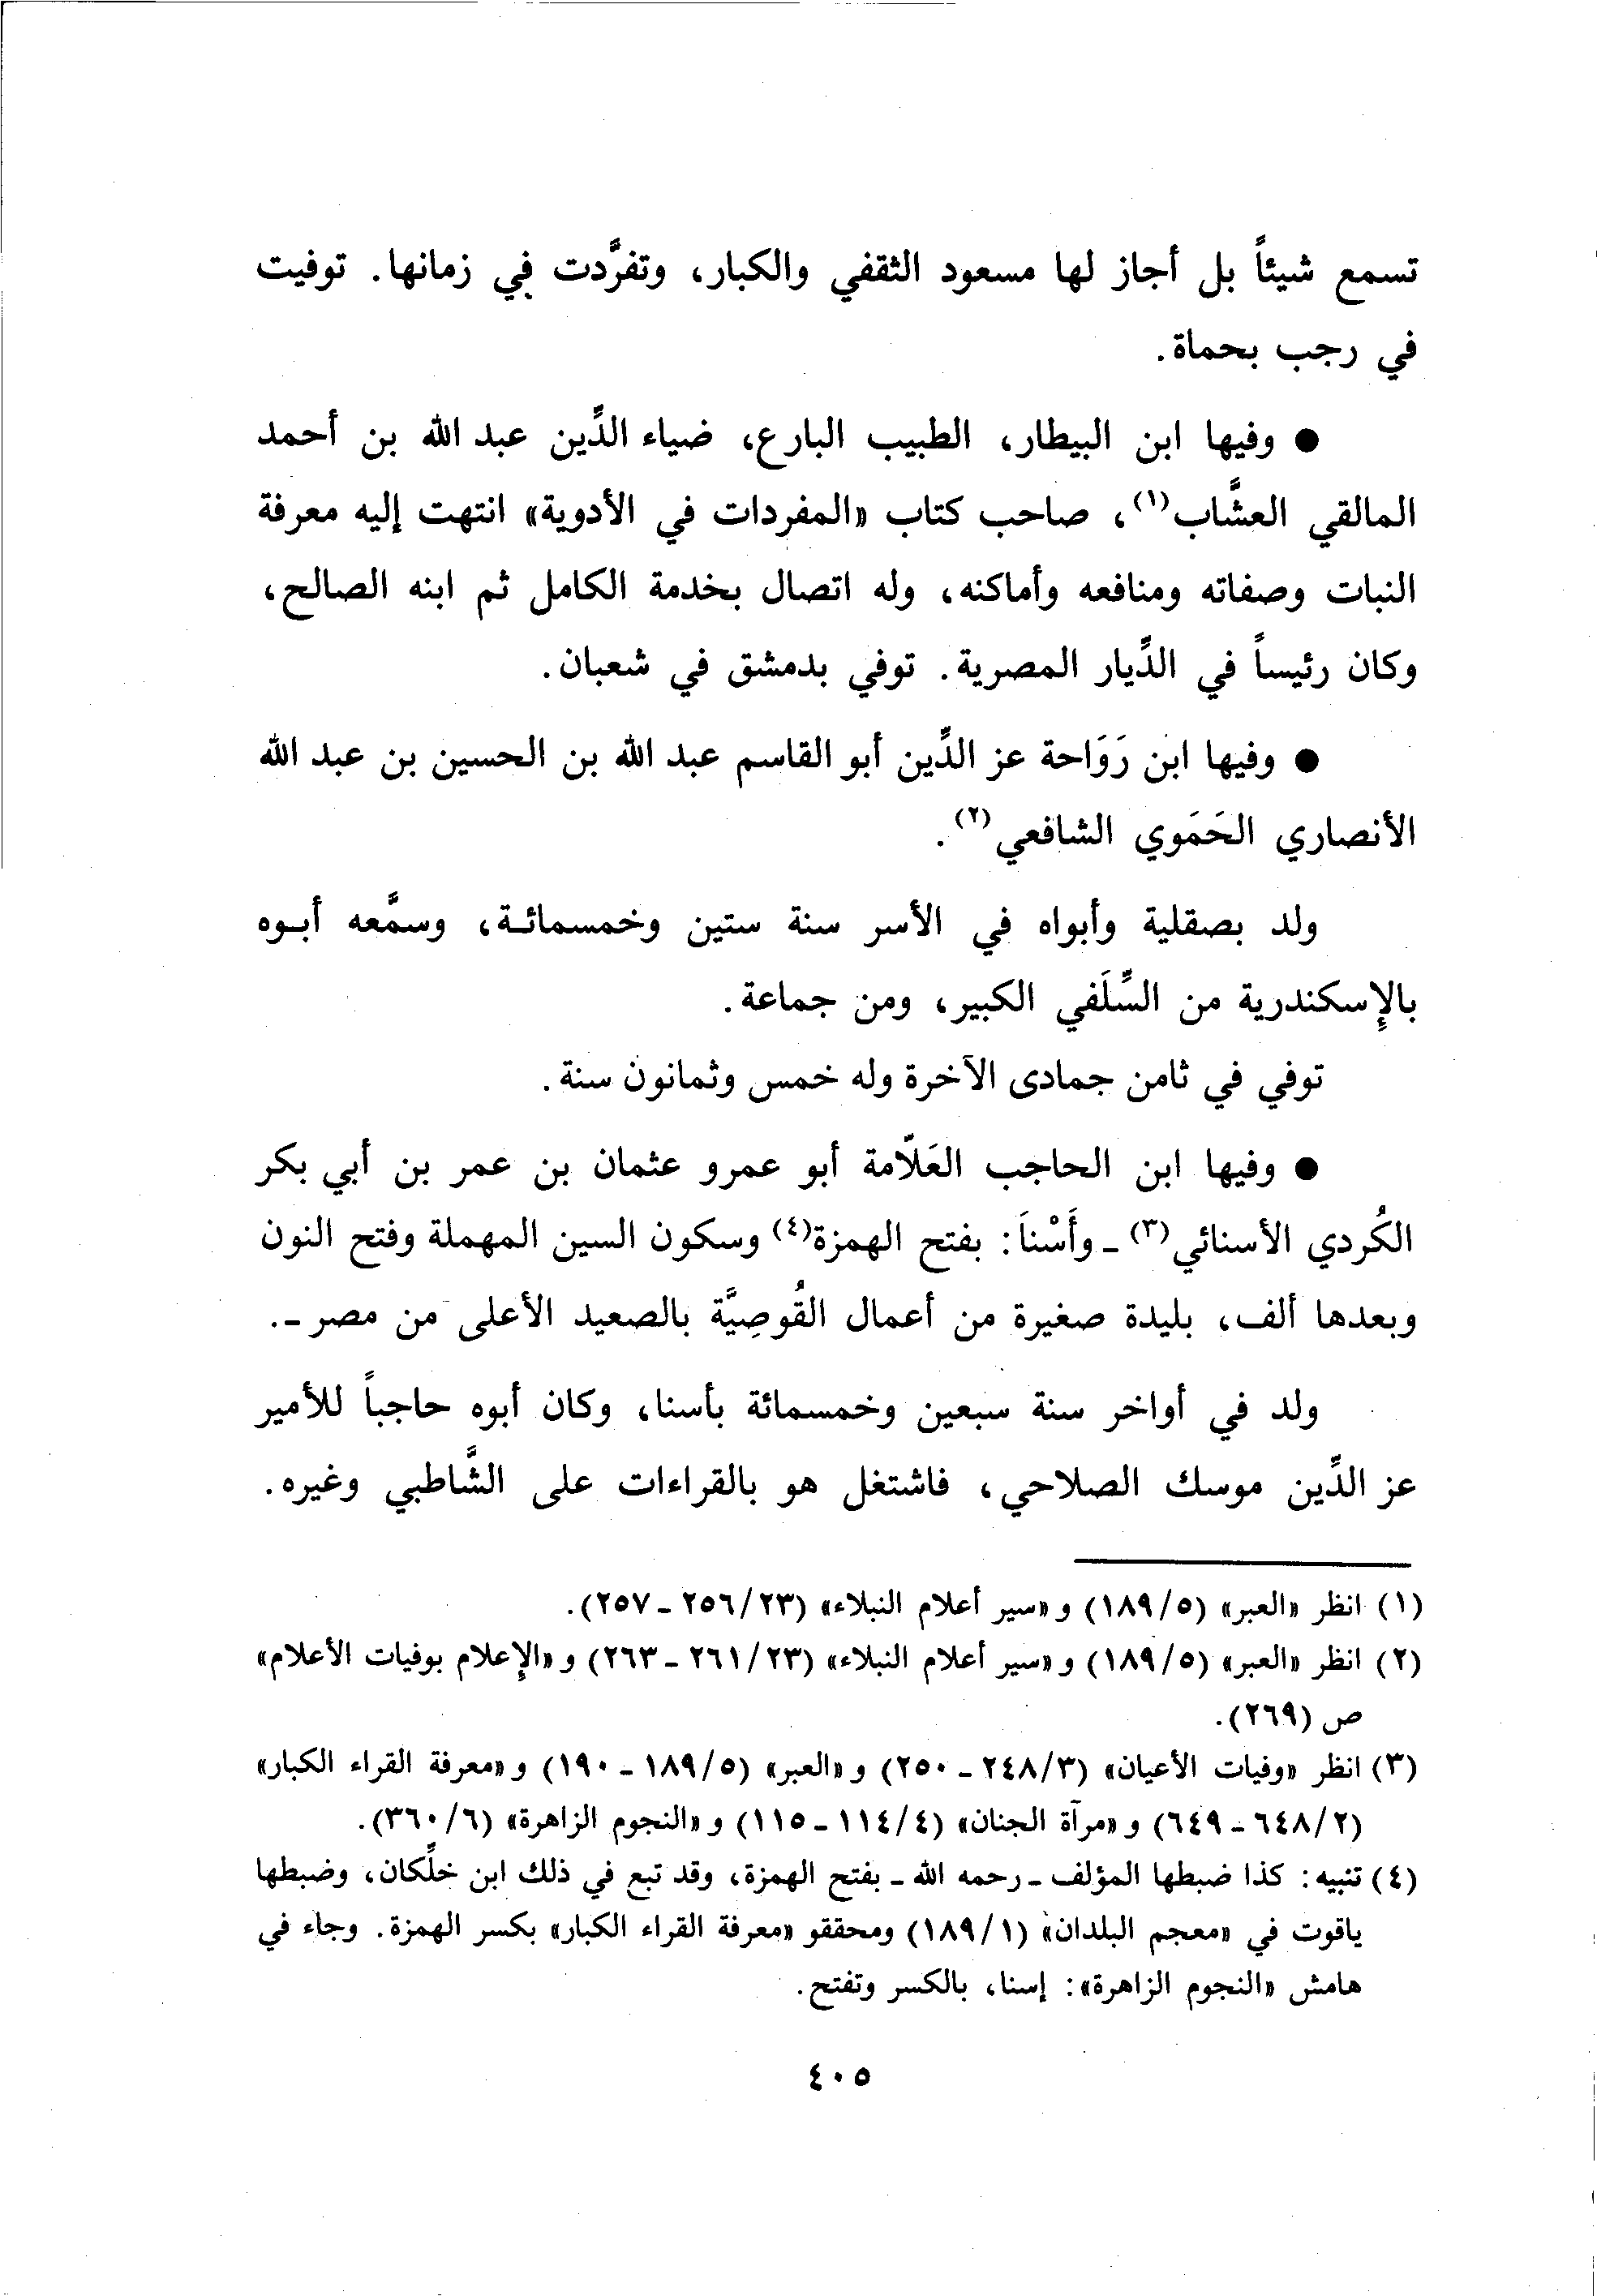 تسمع شيئاً بل أجاز لها مسعود الثقفي والكبار، وتفرَّدت في زمانها. توفيت
في رجب بحماة.
● وفيها ابن البيطار، الطبيب البارع، ضياء الدِّين عبد الله بن أحمد
المالقي العشَّاب(١)، صاحب كتاب «المفردات في الأدوية» انتهت إليه معرفة
النبات وصفاته ومنافعه وأماكنه، وله اتصال بخدمة الكامل ثم ابنه الصالح،
وكان رئيساً في الدِّيار المصرية. توفي بدمشق في شعبان.
● وفيها ابن رَوَاحة عز الدِّين أبو القاسم عبد الله بن الحسين بن عبد الله
الأنصاري الحَمَوي الشافعي(٢).
ولد بصقلية وأبواه في الأسر سنة ستين وخمسمائـة، وسمَّعه أبـوه
بالإِسكندرية من السِّلَفي الكبير، ومن جماعة.
توفي في ثامن جمادى الآخرة وله خمس وثمانون سنة.
● وفيها ابن الحاجب العَلّامة أبو عمرو عثمان بن عمر بن أبي بكر
الكُردي الأسنائي(٣) ـ وأَسْنَا: بفتح الهمزة(٤) وسكون السين المهملة وفتح النون
وبعدها ألف، بليدة صغيرة من أعمال القُوصِيَّة بالصعيد الأعلى من مصر ـ.
ولد في أواخر سنة سبعين وخمسمائة بأسنا، وكان أبوه حاجباً للأمير
عز الدِّين موسك الصلاحي، فاشتغل هو بالقراءات على الشَّاطبي وغيره.
(١) انظر «العبر» (١٨٩/٥) و «سير أعلام النبلاء» (٢٥٦/٢٣ ـ ٢٥٧).
(٢) انظر «العبر» (١٨٩/٥) و «سير أعلام النبلاء» (٢٦١/٢٣ ـ ٢٦٣) و «الإِعلام بوفيات الأعلام»
ص (٢٦٩).
(٣) انظر «وفيات الأعيان» (٢٤٨/٣ ـ ٢٥٠) و «العبر» (١٨٩/٥ ـ ١٩٠) و «معرفة القراء الكبار»
(٦٤٨/٢ ـ ٦٤٩) و «مرآة الجنان» (١١٤/٤ ـ ١١٥) و «النجوم الزاهرة» (٣٦٠/٦).
(٤) تنبيه: كذا ضبطها المؤلف ـ رحمه الله ـ بفتح الهمزة، وقد تبع في ذلك ابن خلِّكان، وضبطها
ياقوت في «معجم البلدان» (١٨٩/١) ومحققو «معرفة القراء الكبار» بكسر الهمزة. وجاء في
هامش «النجوم الزاهرة»: إسنا، بالكسر وتفتح.
٤٠٥